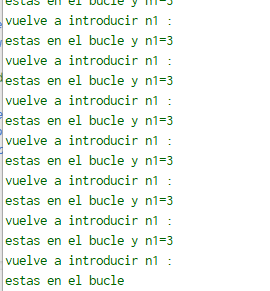 estas en el bucle y n1=3
vuelve a introducir n1 :
estas en el bucle y n1=3
vuelve a introducir n1 :
estas en el bucle y n1=3
vuelve a introducir n1 :
estas en el bucle y n1=3
vuelve a introducir n1 :
estas en el bucle y n1=3
vuelve a introducir n1 :
estas en el bucle y n1=3
vuelve a introducir n1 :
estas en el bucle y n1=3
vuelve a introducir n1 :
estas en el bucle